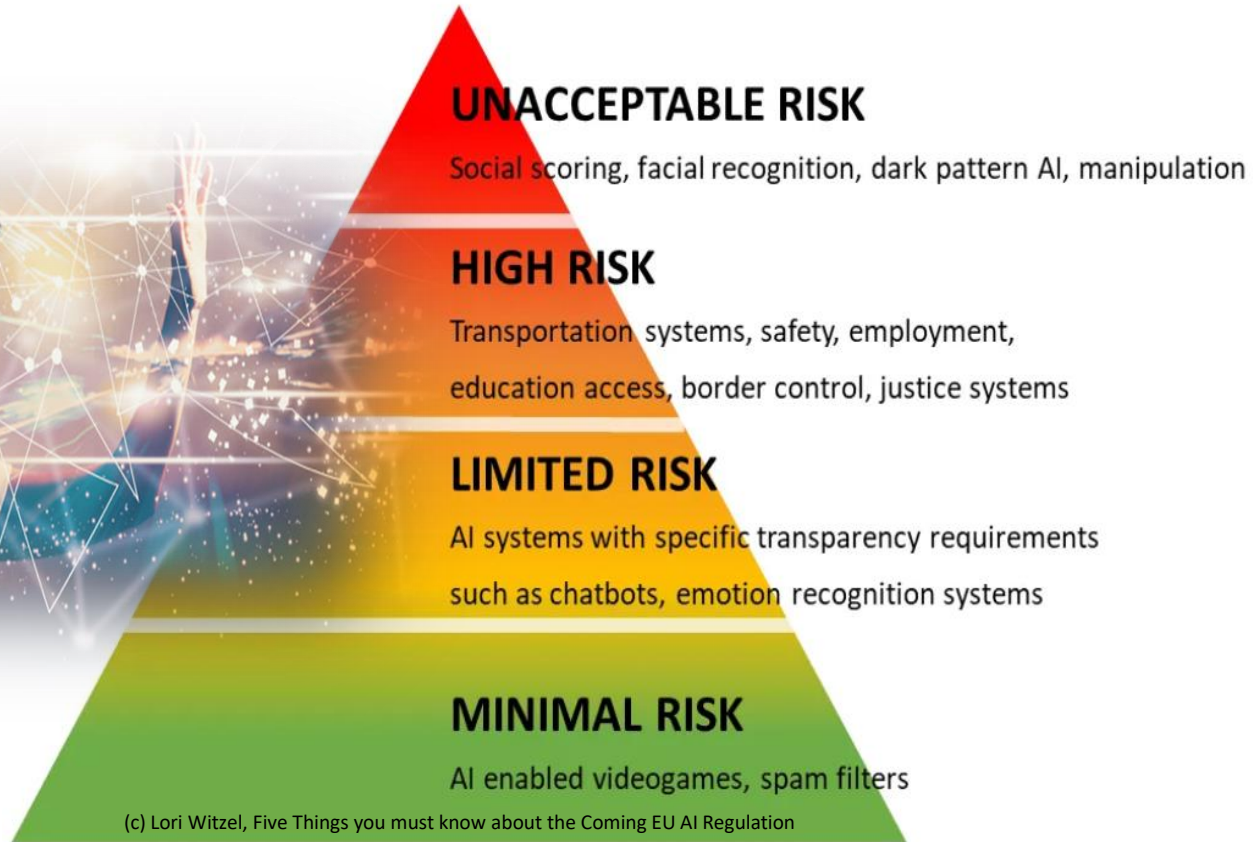 UNACCEPTABLE RISK
Social scoring, facial recognition, dark pattern AI, manipulation
HIGH RISK
Transportation systems, safety, employment,
education access, border control, justice systems
LIMITED RISK
AI systems with specific transparency requirements
such as chatbots, emotion recognition systems
MINIMAL RISK
AI enabled videogames, spam filters
(c) Lori Witzel, Five Things you must know about the Coming EU AI Regulation